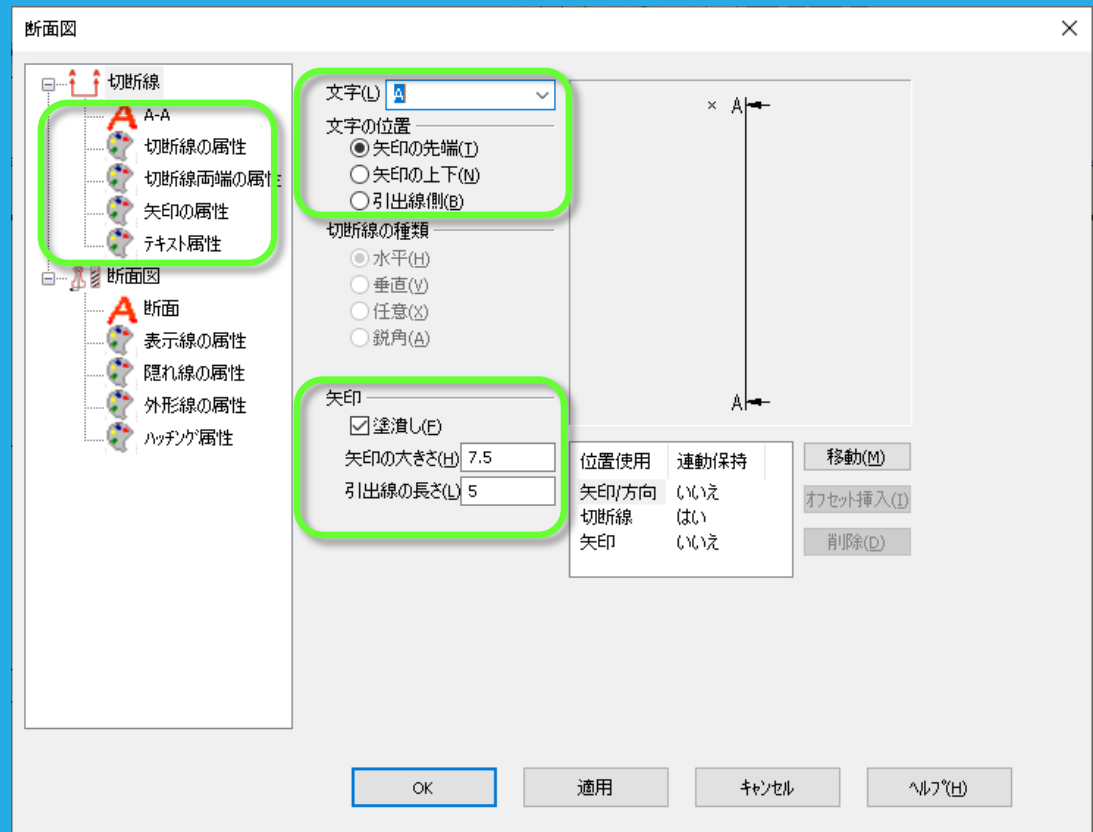 断面図
切断線
A-A
切断線の属性
切断線両端の属性
矢印の属性
テキスト属性
断面図
断面
表示線の属性
隠れ線の属性
外形線の属性
ハッチング属性
文字(L) A
文字の位置
矢印の先端(T)
矢印の上下(N)
引出線側(B)
切断線の種類
水平(H)
垂直(V)
任意(X)
鋭角(A)
矢印
塗潰し(F)
矢印の大きさ(H) 7.5
引出線の長さ(L) 5
A
A
位置使用 連動保持
矢印/方向 いいえ
切断線 はい
矢印 いいえ
移動(M)
オフセット挿入(I)
削除(D)
OK 適用 キャンセル ヘルプ(H)